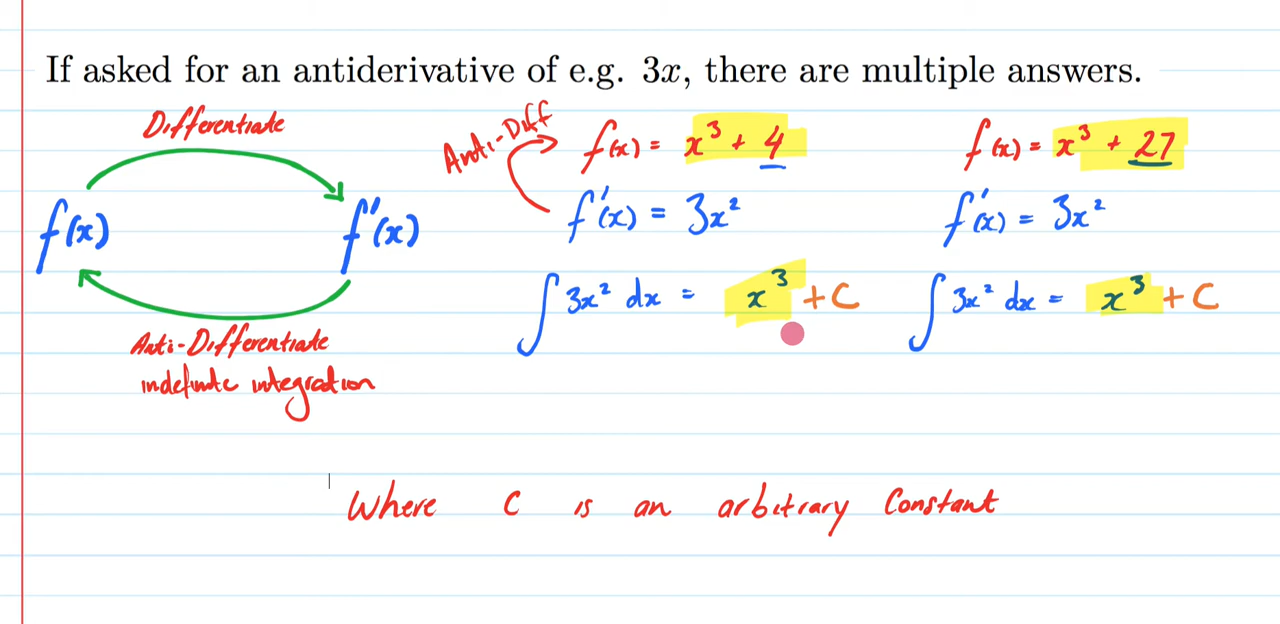 If asked for an antiderivative of e.g. 3x, there are multiple answers.
Differentiate
f(x)
f'(x)
Anti-Differentiate
indefinite integration
Anti-Diff
f(x) = x³ + 4
f'(x) = 3x²
∫ 3x² dx = x³ + C
f(x) = x³ + 27
f'(x) = 3x²
∫ 3x² dx = x³ + C
Where C is an arbitrary Constant